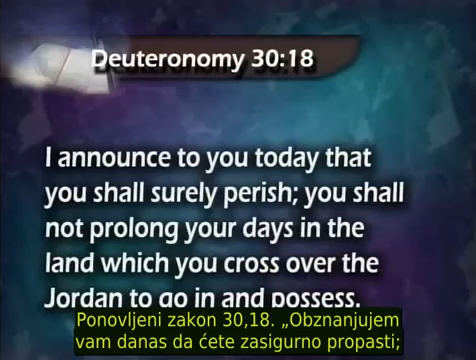 Deuteronomy 30:18
I announce to you today that
you shall surely perish; you shall
not prolong your days in the
land which you cross over the
Jordan to go in and possess.
Ponovljeni zakon 30,18. „Obznanjujem
vam danas da ćete zasigurno propasti;